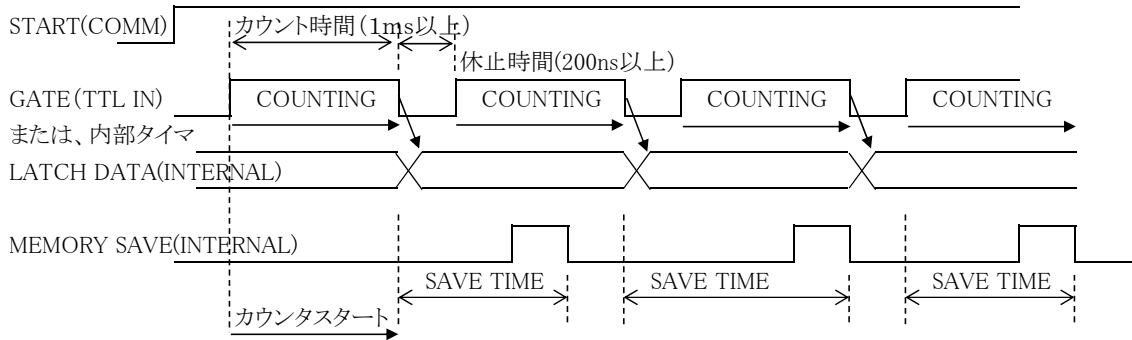 START(COMM)
カウント時間(1ms以上)
休止時間(200ns以上)
GATE(TTL IN)
COUNTING
COUNTING
COUNTING
COUNTING
または、内部タイマ
LATCH DATA(INTERNAL)
MEMORY SAVE(INTERNAL)
SAVE TIME
SAVE TIME
SAVE TIME
カウンタスタート